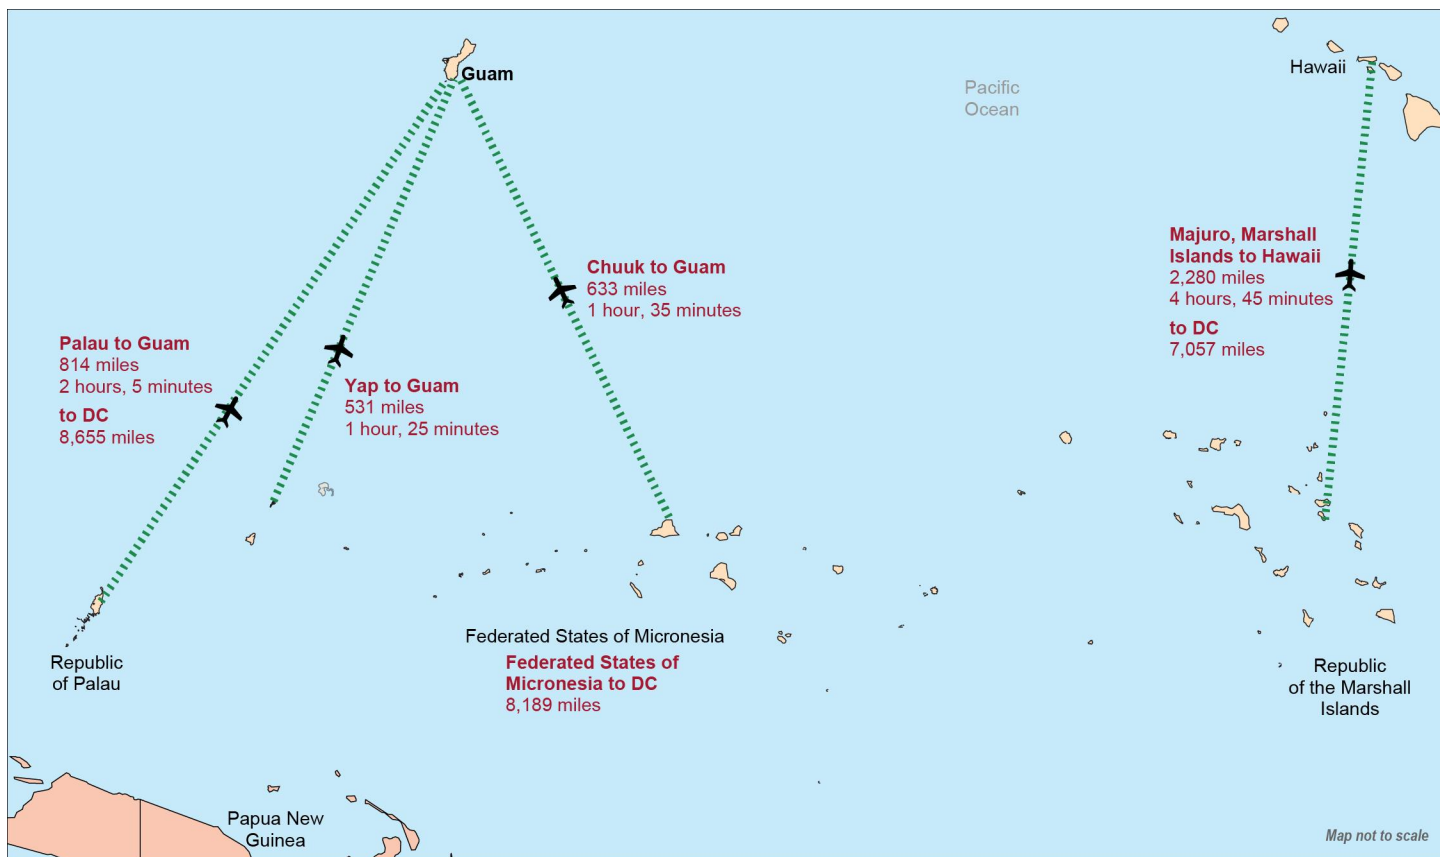 Guam
Pacific
Ocean
Hawaii
Majuro, Marshall
Islands to Hawaii
2,280 miles
4 hours, 45 minutes
to DC
7,057 miles
Chuuk to Guam
633 miles
1 hour, 35 minutes
Palau to Guam
814 miles
2 hours, 5 minutes
to DC
8,655 miles
Yap to Guam
531 miles
1 hour, 25 minutes
Federated States of Micronesia
Federated States of
Micronesia to DC
8,189 miles
Republic
of Palau
Republic
of the Marshall
Islands
Papua New
Guinea
Map not to scale